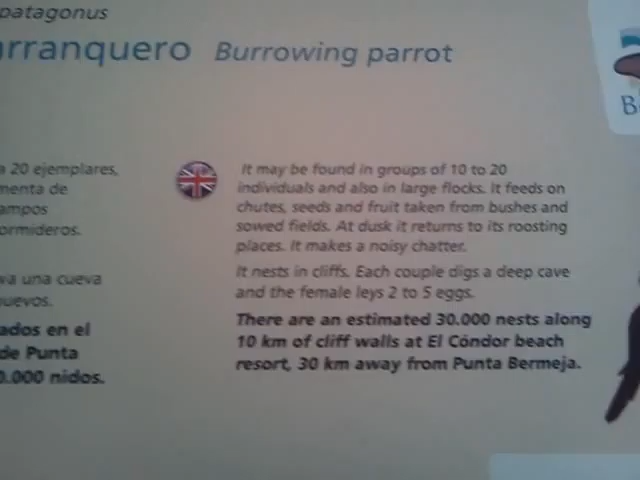 patagonus
rranquero Burrowing parrot
B
a 20 ejemplares,
menta de
ampos
ormideros.
va una cueva
uevos.
ados en el
de Punta
0.000 nidos.
It may be found in groups of 10 to 20
individuals and also in large flocks. It feeds on
chutes, seeds and fruit taken from bushes and
sowed fields. At dusk it returns to its roosting
places. It makes a noisy chatter.
It nests in cliffs. Each couple digs a deep cave
and the female leys 2 to 5 eggs.
There are an estimated 30.000 nests along
10 km of cliff walls at El Cóndor beach
resort, 30 km away from Punta Bermeja.